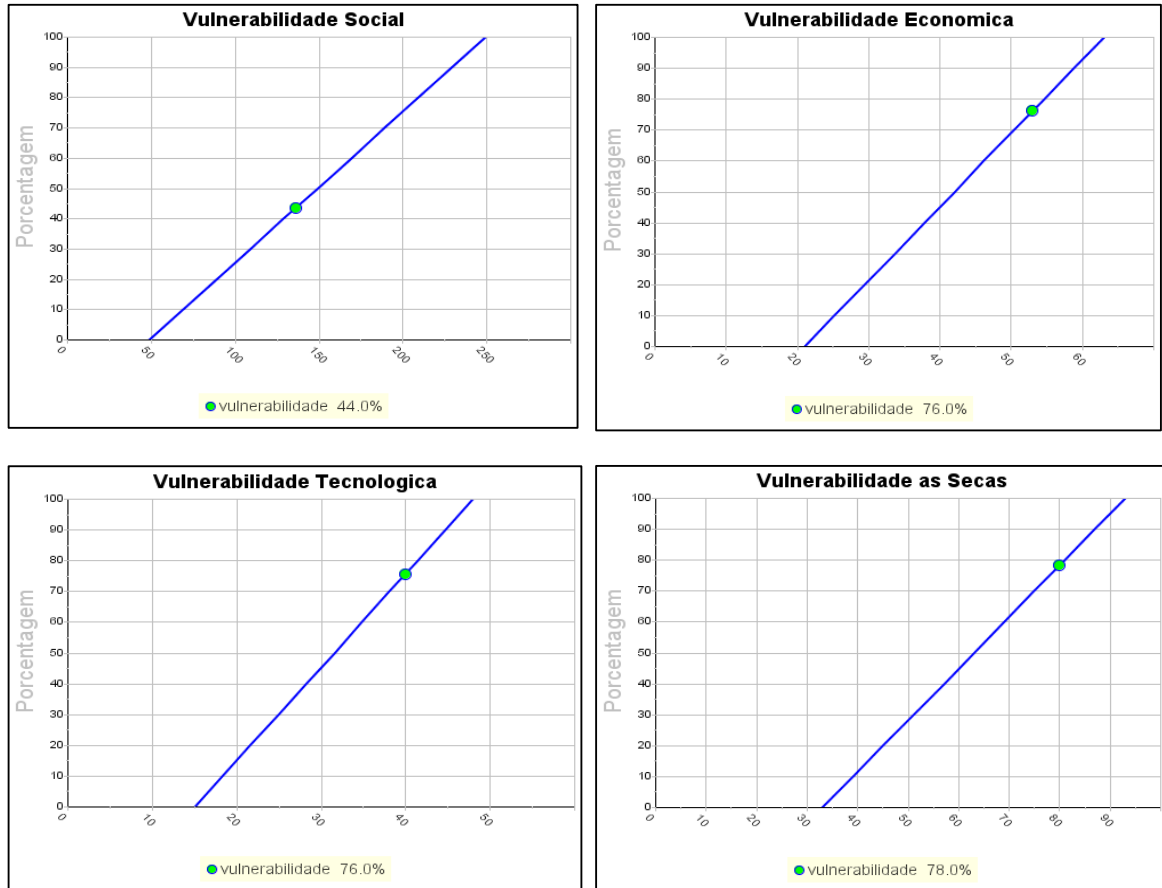 Vulnerabilidade Social
Porcentagem
100
90
80
70
60
50
40
30
20
10
0
0 50 100 150 200 250
vulnerabilidade 44.0%
Vulnerabilidade Economica
Porcentagem
100
90
80
70
60
50
40
30
20
10
0
0 10 20 30 40 50 60
vulnerabilidade 76.0%
Vulnerabilidade Tecnologica
Porcentagem
100
90
80
70
60
50
40
30
20
10
0
0 10 20 30 40 50
vulnerabilidade 76.0%
Vulnerabilidade as Secas
Porcentagem
100
90
80
70
60
50
40
30
20
10
0
0 10 20 30 40 50 60 70 80 90
vulnerabilidade 78.0%